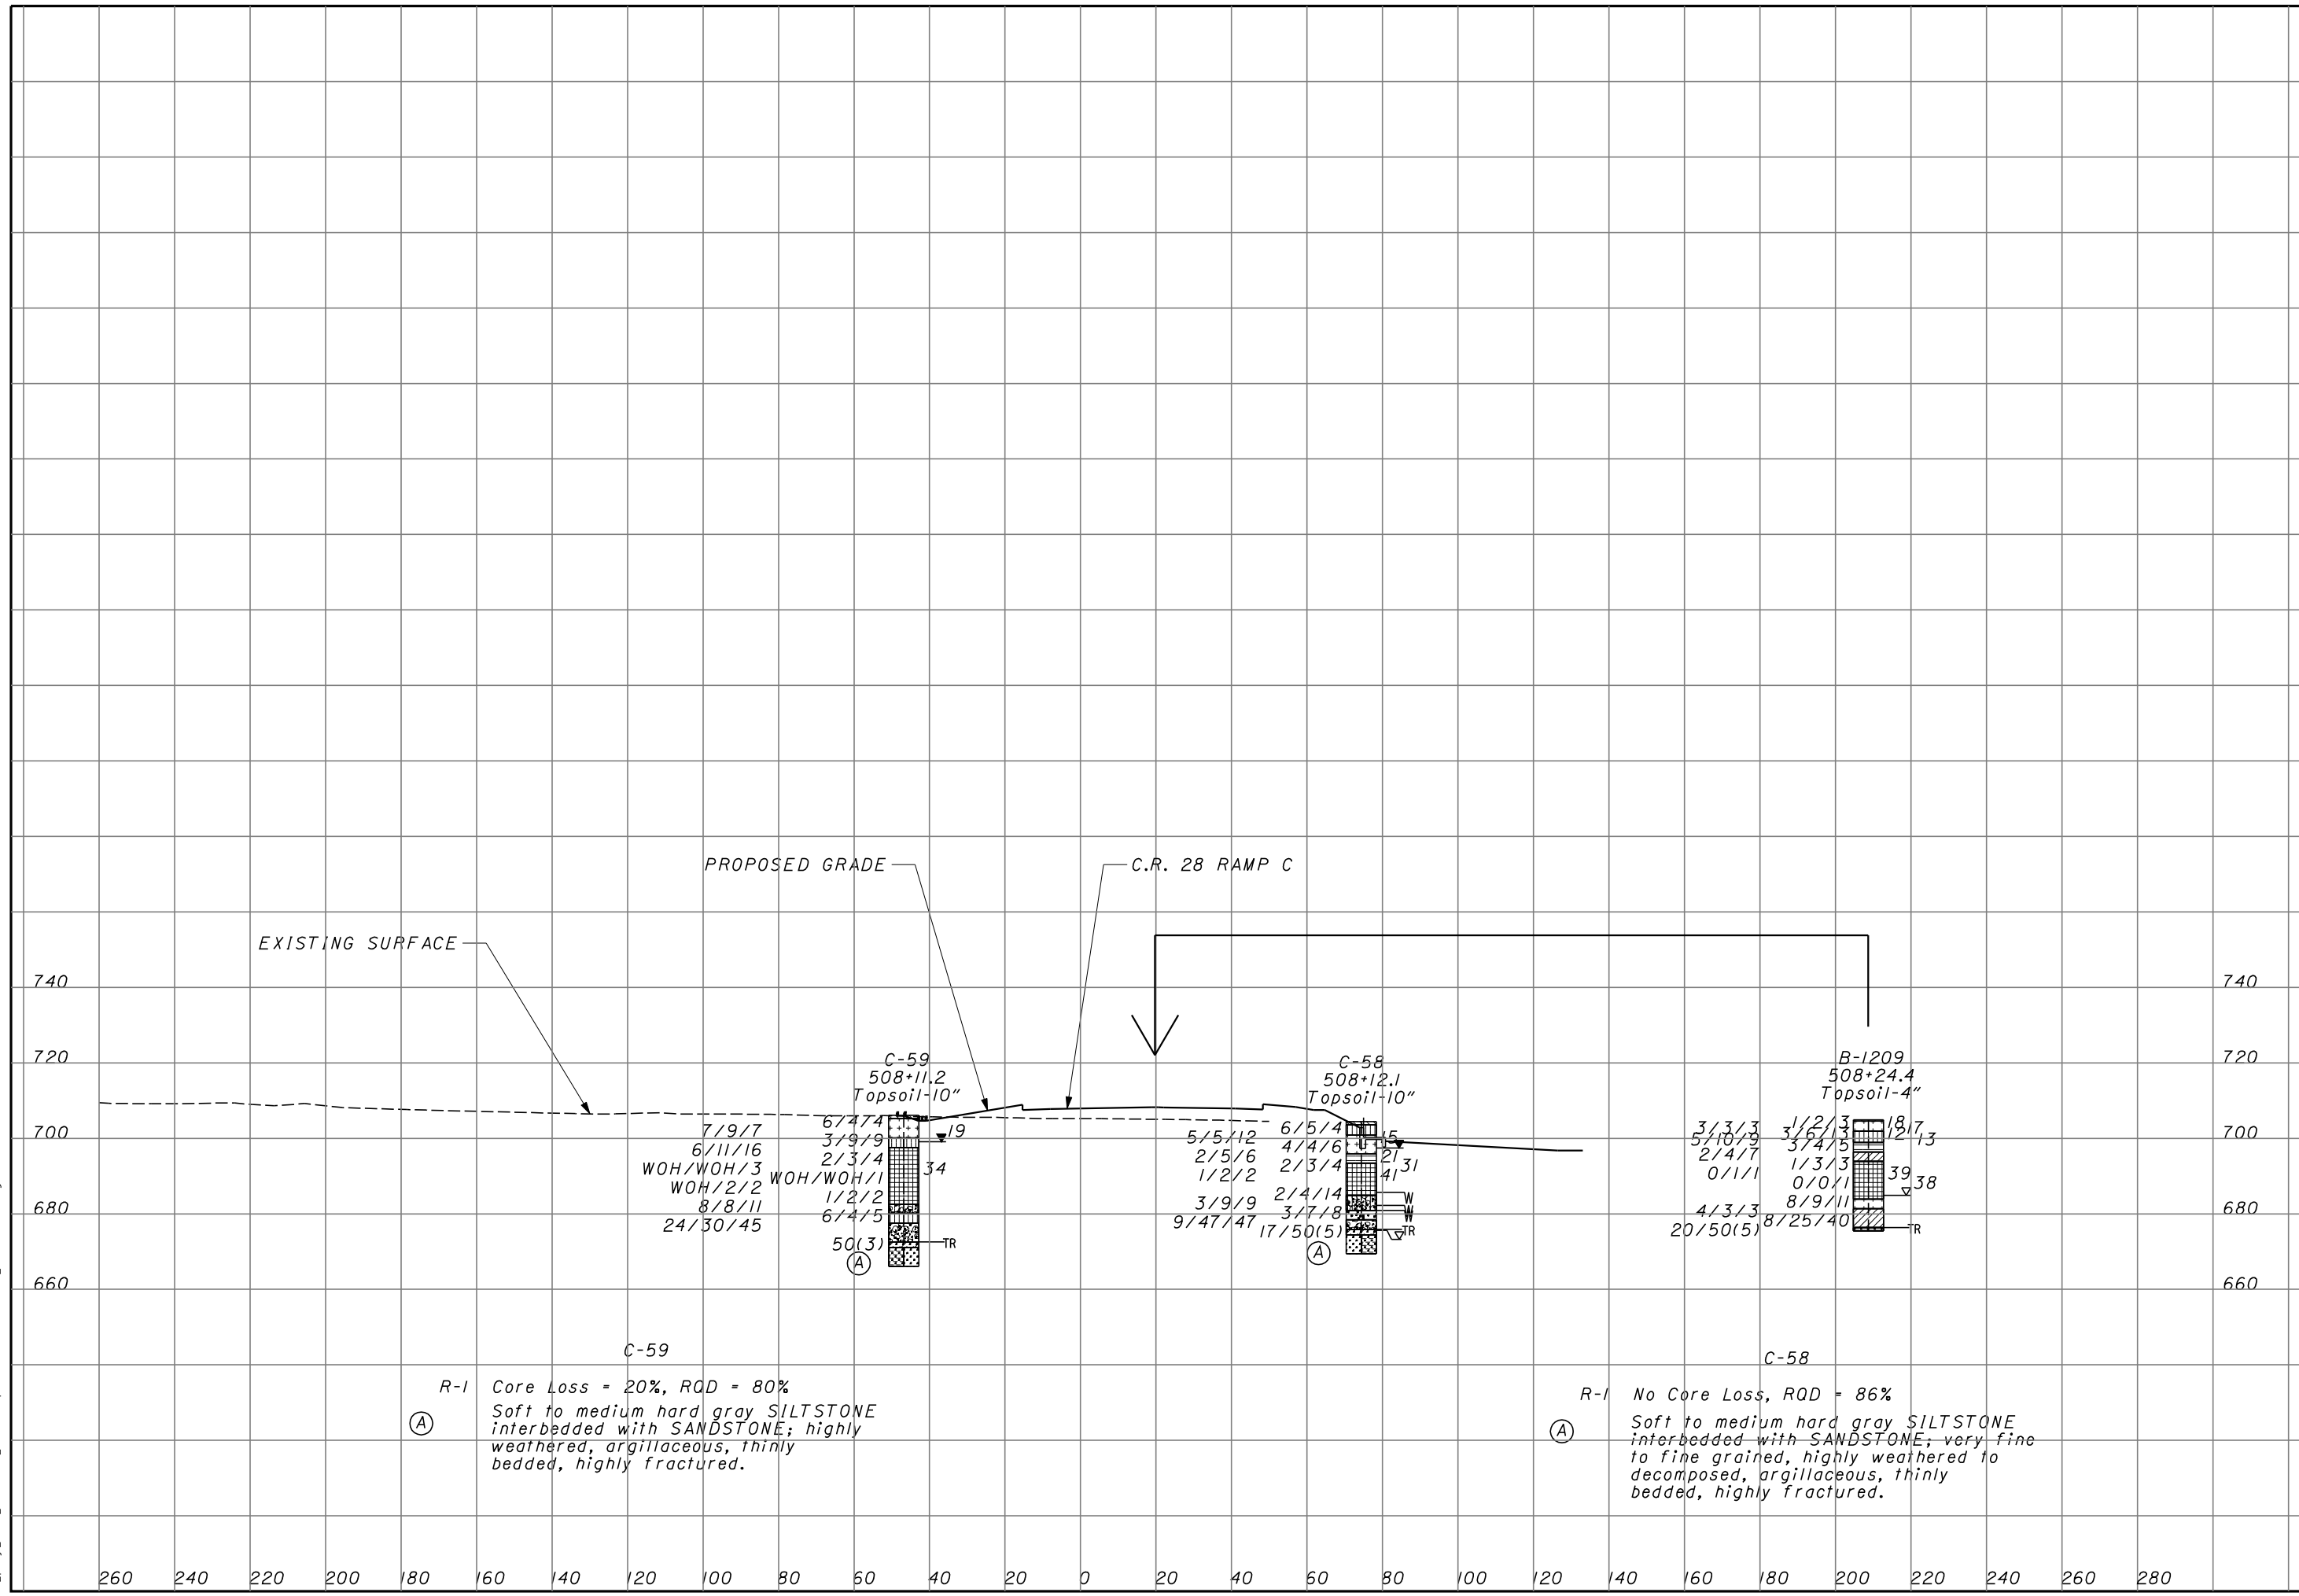 PROPOSED GRADE
C.R. 28 RAMP C
EXISTING SURFACE
740
740
720
720
C-59
508+11.2
Topsoil-10"
C-58
508+12.1
Topsoil-10"
B-1209
508+24.4
Topsoil-4"
700
700
7/9/7
6/11/16
WOH/WOH/3
WOH/2/2
8/8/11
24/30/45
6/4/4
3/9/9
2/3/4
WOH/WOH/1
1/2/2
6/4/5
50(3)
19
34
TR
A
5/5/12
2/5/6
1/2/2
3/9/9
9/47/47
6/5/4
4/4/6
2/3/4
2/4/14
3/7/8
17/50(5)
15
21
31
41
W
W
W
TR
A
3/3/3
5/10/9
2/4/7
0/1/1
4/3/3
20/50(5)
1/2/3
3/6/13
3/4/5
1/3/3
0/0/1
8/9/11
8/25/40
18
17
12
13
39
38
TR
680
680
660
660
C-59
R-1 Core Loss = 20%, RQD = 80%
A
Soft to medium hard gray SILTSTONE
interbedded with SANDSTONE; highly
weathered, argillaceous, thinly
bedded, highly fractured.
C-58
R-1 No Core Loss, RQD = 86%
A
Soft to medium hard gray SILTSTONE
interbedded with SANDSTONE; very fine
to fine grained, highly weathered to
decomposed, argillaceous, thinly
bedded, highly fractured.
260 240 220 200 180 160 140 120 100 80 60 40 20 0 20 40 60 80 100 120 140 160 180 200 220 240 260 280